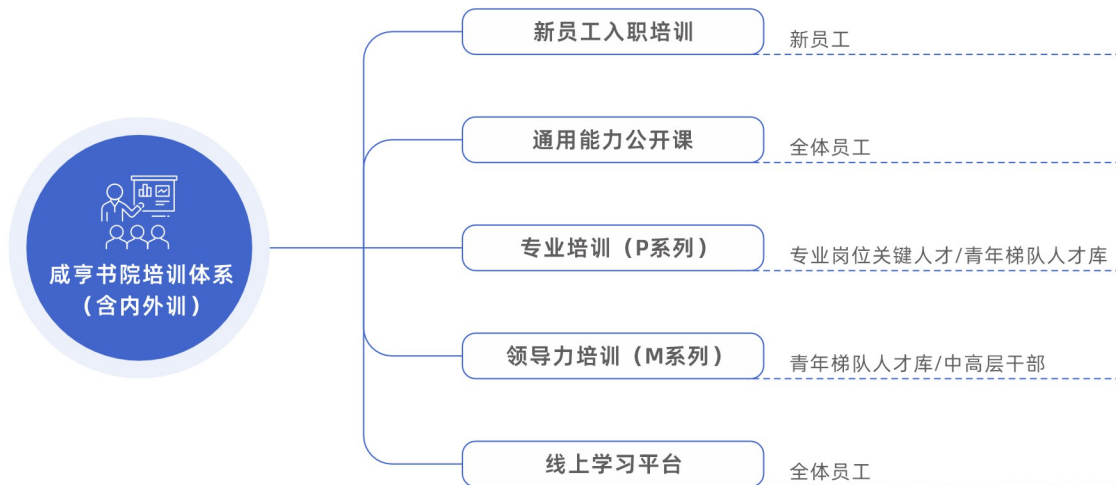 新员工入职培训
新员工
通用能力公开课
全体员工
咸亨书院培训体系
（含内外训）
专业培训（P系列）
专业岗位关键人才/青年梯队人才库
领导力培训（M系列）
青年梯队人才库/中高层干部
线上学习平台
全体员工